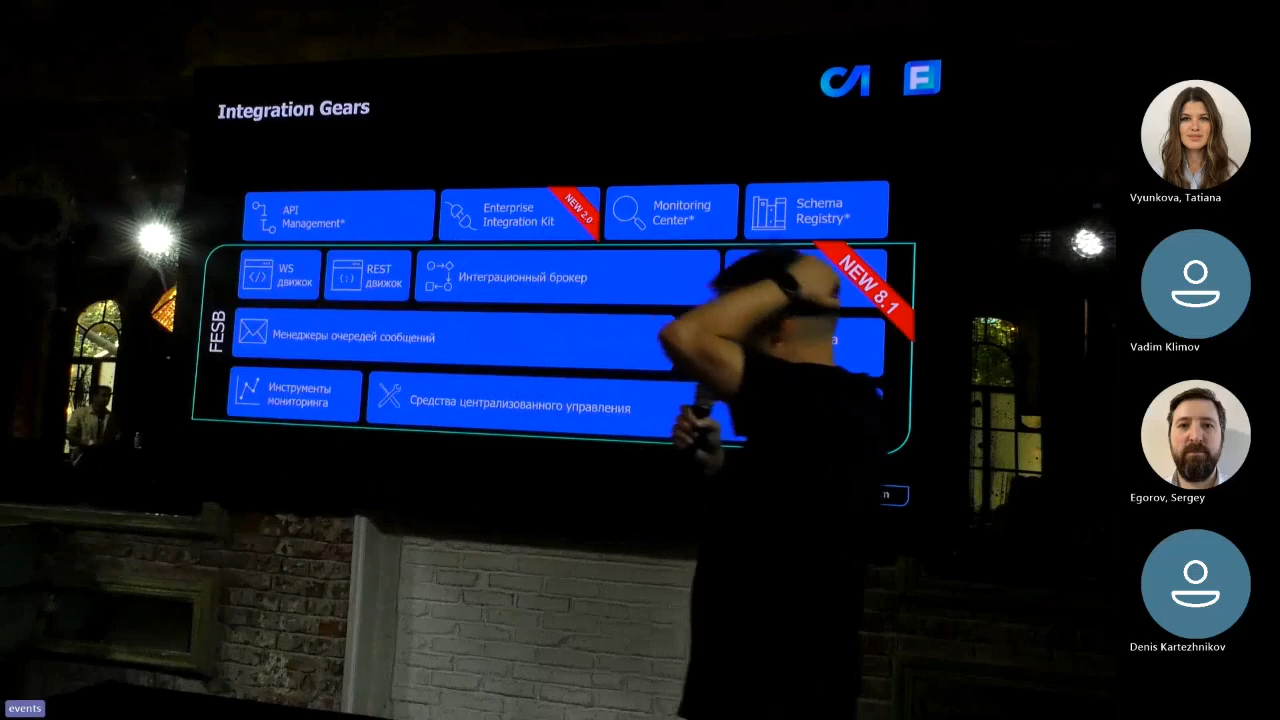 Integration Gears
API
Management*
Enterprise
Integration Kit
NEW 2.0
Monitoring
Center*
Schema
Registry*
FESB
WS
движок
REST
движок
Интеграционный брокер
NEW 8.1
Менеджеры очередей сообщений
Инструменты
мониторинга
Средства централизованного управления
Vyunkova, Tatiana
Vadim Klimov
Egorov, Sergey
Denis Kartezhnikov
events